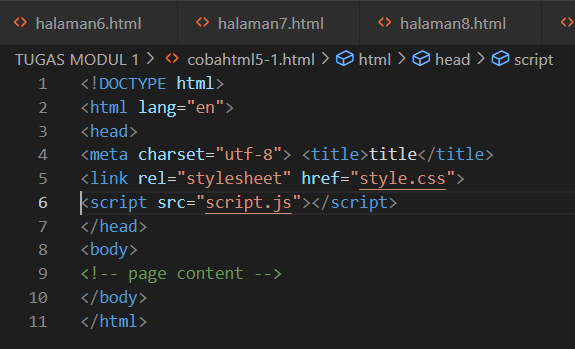 halaman6.html halaman7.html halaman8.html
TUGAS MODUL 1 > cobahtml5-1.html > html > head > script
1 <!DOCTYPE html>
2 <html lang="en">
3 <head>
4 <meta charset="utf-8"> <title>title</title>
5 <link rel="stylesheet" href="style.css">
6 <script src="script.js"></script>
7 </head>
8 <body>
9 <!-- page content -->
10 </body>
11 </html>